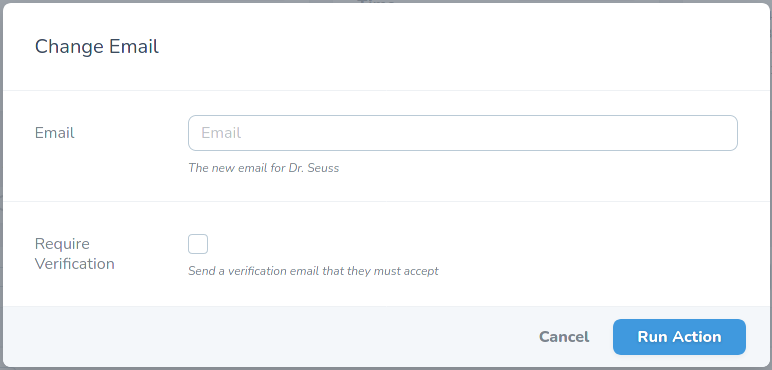 Change Email
Email
Email
The new email for Dr. Seuss
Require
Verification
Send a verification email that they must accept
Cancel
Run Action